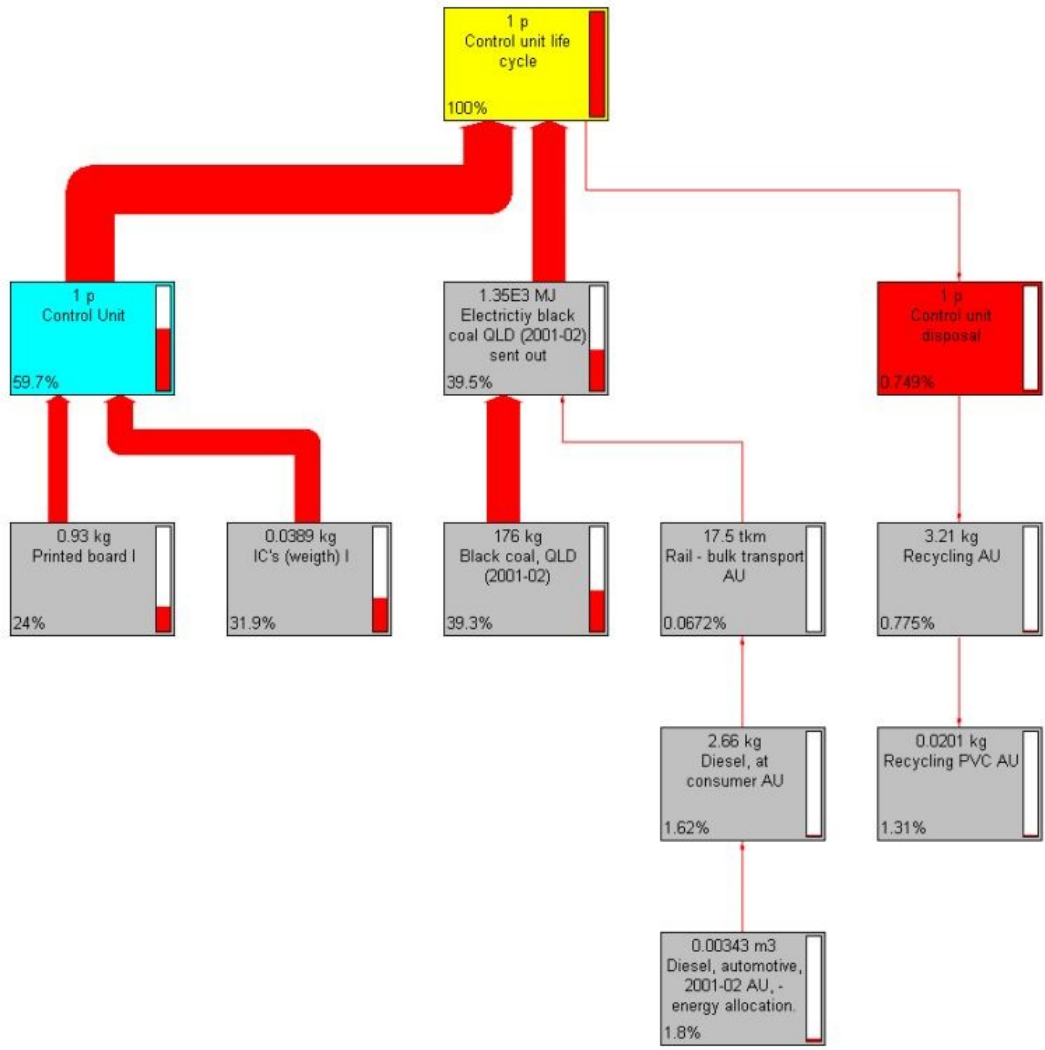 1 p
Control unit life
cycle
100%
1 p
Control Unit
59.7%
1.35E3 MJ
Electrictiy black
coal QLD (2001-02)
sent out
39.5%
1 p
Control unit
disposal
0.749%
0.93 kg
Printed board I
24%
0.0389 kg
IC's (weigth) I
31.9%
176 kg
Black coal, QLD
(2001-02)
39.3%
17.5 tkm
Rail - bulk transport
AU
0.0672%
3.21 kg
Recycling AU
0.775%
2.66 kg
Diesel, at
consumer AU
1.62%
0.0201 kg
Recycling PVC AU
1.31%
0.00343 m3
Diesel, automotive,
2001-02 AU, -
energy allocation.
1.8%